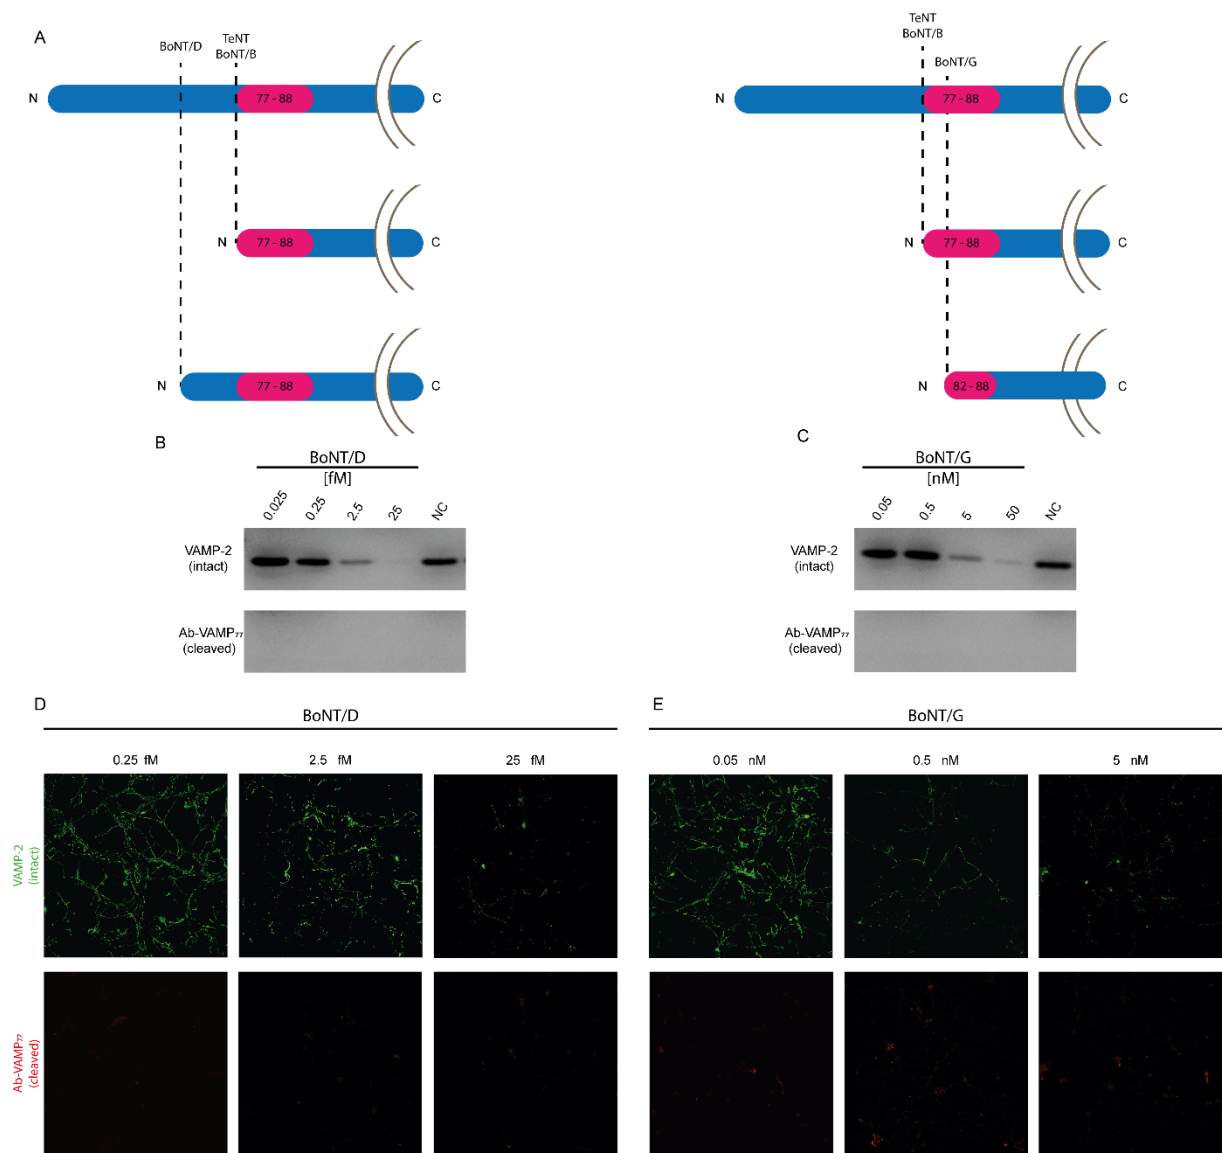 A
BoNT/D
TeNT
BoNT/B
N
77 - 88
C
N
77 - 88
C
N
77 - 88
C
TeNT
BoNT/B
BoNT/G
N
77 - 88
C
N
77 - 88
C
N
82 - 88
C
B
BoNT/D
[fM]
0.025
0.25
2.5
25
NC
VAMP-2
(intact)
Ab-VAMP₇₇
(cleaved)
C
BoNT/G
[nM]
0.05
0.5
5
50
NC
VAMP-2
(intact)
Ab-VAMP₇₇
(cleaved)
D
BoNT/D
0.25 fM
2.5 fM
25 fM
VAMP-2
(intact)
Ab-VAMP₇₇
(cleaved)
E
BoNT/G
0.05 nM
0.5 nM
5 nM